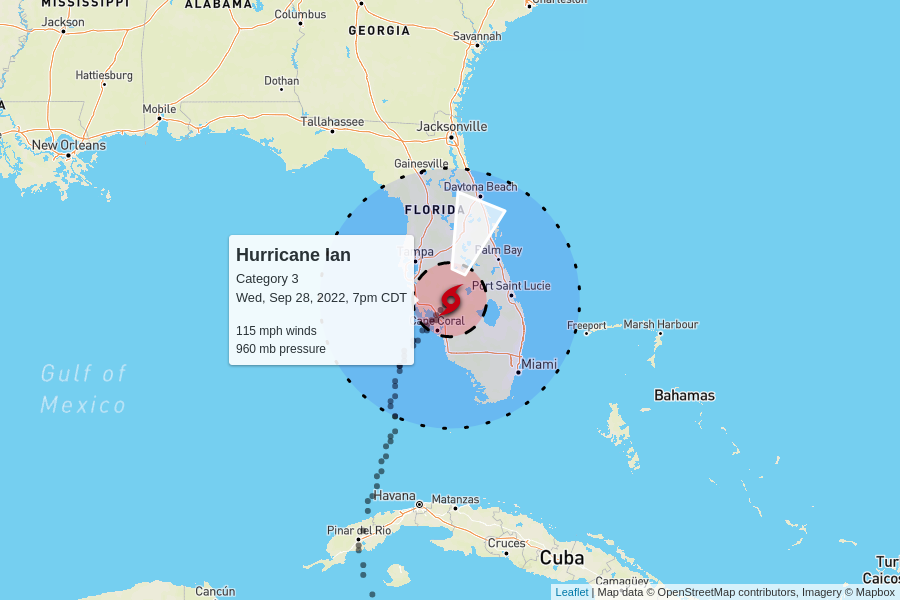 MISSISSIPPI
ALABAMA
Charleston
Columbus
Jackson
GEORGIA
Savannah
Hattiesburg
Dothan
Mobile
Tallahassee
Jacksonville
New Orleans
Gainesville
Daytona Beach
FLORIDA
Tampa
Palm Bay
Hurricane Ian
Category 3
Wed, Sep 28, 2022, 7pm CDT
115 mph winds
960 mb pressure
Port Saint Lucie
Cape Coral
Freeport
Marsh Harbour
Miami
Gulf of
Mexico
Bahamas
Havana
Matanzas
Pinar del Rio
Cruces
Cuba
Camagüey
Cancún
Tur
Caicos
Leaflet | Map data © OpenStreetMap contributors, Imagery © Mapbox